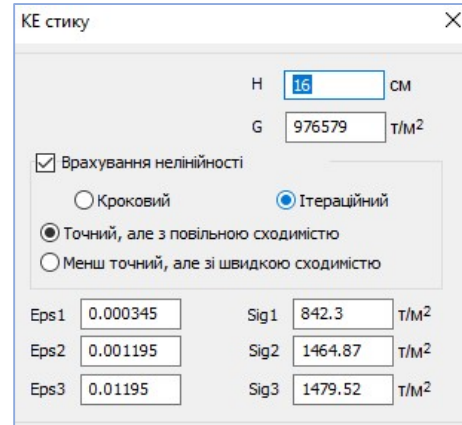 КЕ стику
H 16 см
G 976579 т/м²
Врахування нелінійності
Кроковий Ітераційний
Точний, але з повільною сходимістю
Менш точний, але зі швидкою сходимістю
Eps1 0.000345 Sig1 842.3 т/м²
Eps2 0.001195 Sig2 1464.87 т/м²
Eps3 0.01195 Sig3 1479.52 т/м²